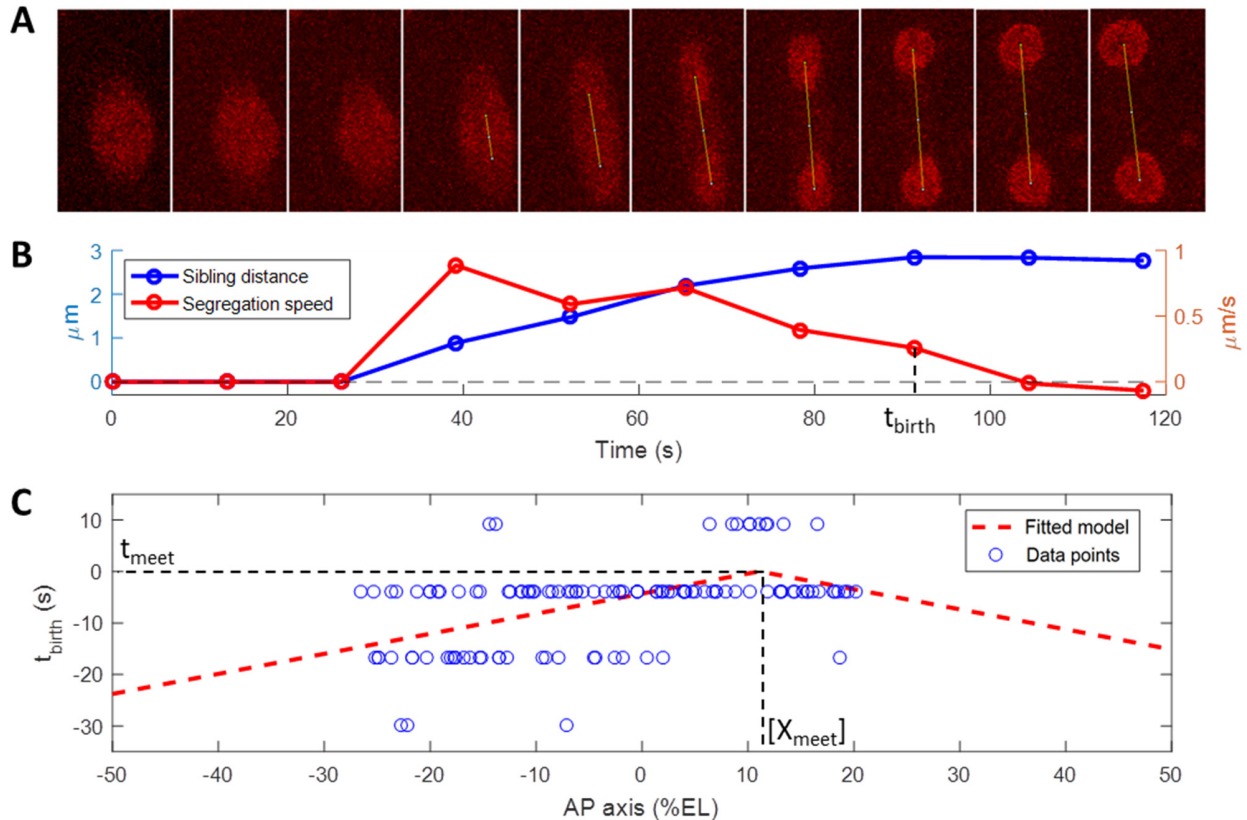 A
B
3
2
1
0
μm
Sibling distance
Segregation speed
1
0.5
0
μm/s
0
20
40
60
80
100
120
t_birth
Time (s)
C
10
0
-10
-20
-30
t_birth (s)
t_meet
Fitted model
Data points
[X_meet]
-50
-40
-30
-20
-10
0
10
20
30
40
50
AP axis (%EL)